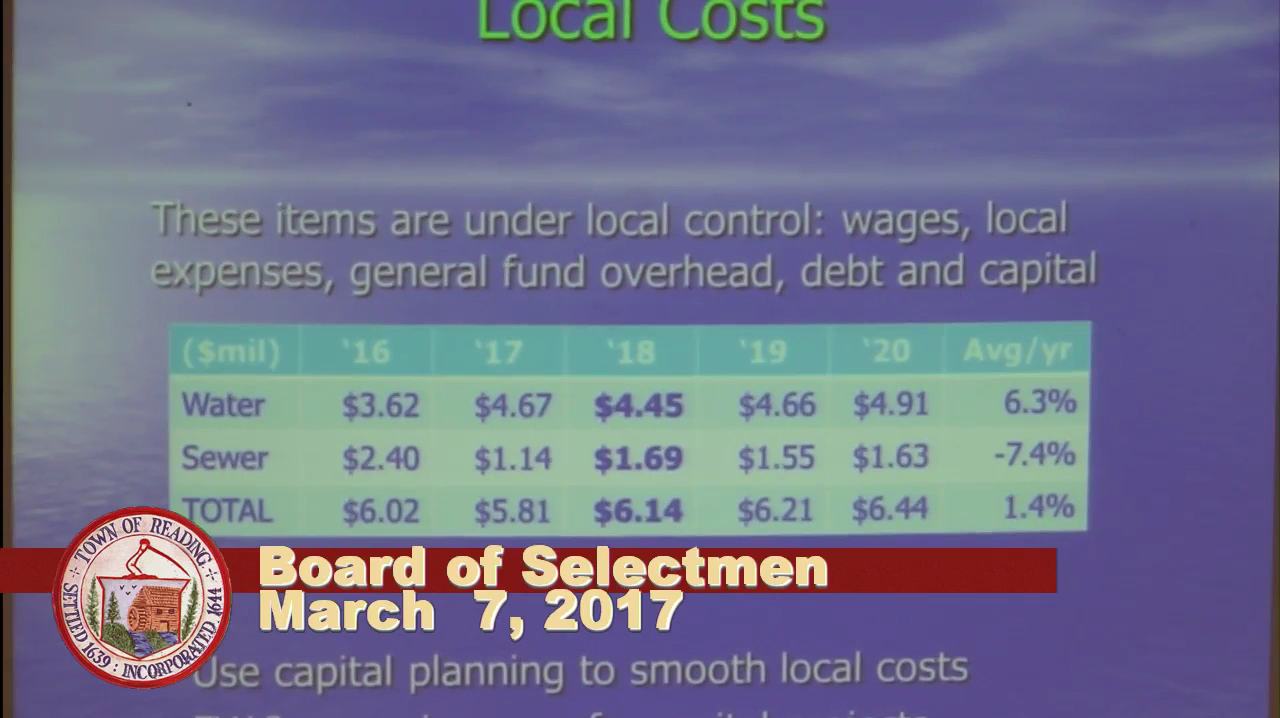 Local Costs
These items are under local control: wages, local
expenses, general fund overhead, debt and capital
($mil) '16 '17 '18 '19 '20 Avg/yr
Water $3.62 $4.67 $4.45 $4.66 $4.91 6.3%
Sewer $2.40 $1.14 $1.69 $1.55 $1.63 -7.4%
TOTAL $6.02 $5.81 $6.14 $6.21 $6.44 1.4%
TOWN OF READING
SETTLED 1639 : INCORPORATED 1644
Board of Selectmen
March 7, 2017
Use capital planning to smooth local costs